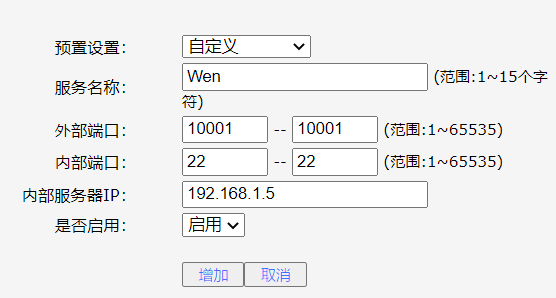 预置设置： 自定义
服务名称： Wen (范围:1~15个字
符)
外部端口： 10001 -- 10001 (范围:1~65535)
内部端口： 22 -- 22 (范围:1~65535)
内部服务器IP： 192.168.1.5
是否启用： 启用
增加 取消